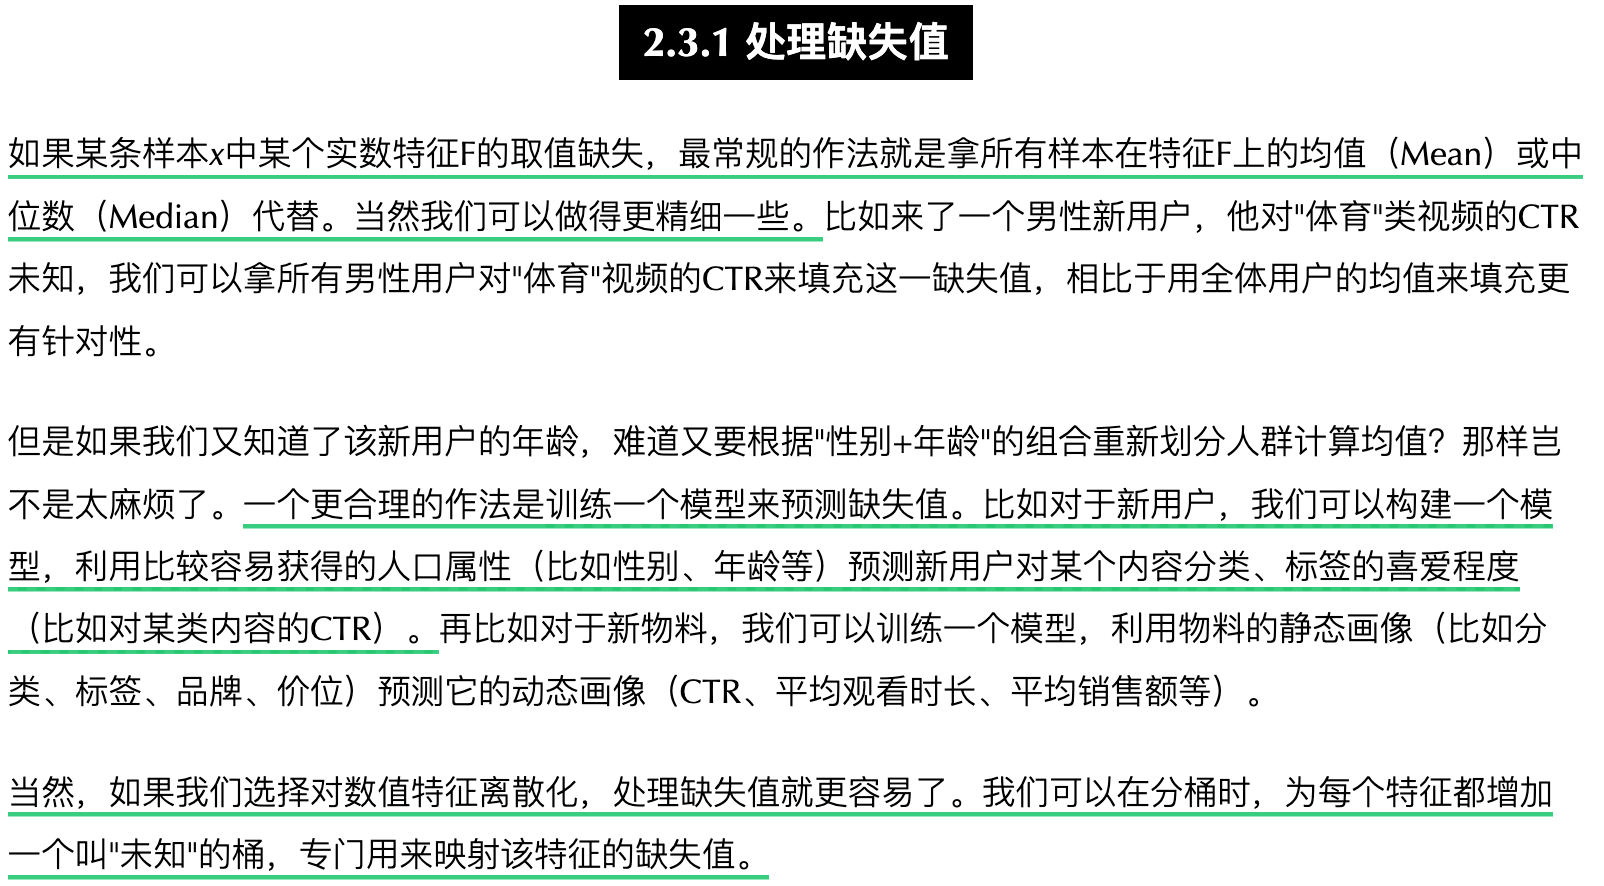 2.3.1 处理缺失值
如果某条样本x中某个实数特征F的取值缺失，最常规的作法就是拿所有样本在特征F上的均值（Mean）或中
位数（Median）代替。当然我们可以做得更精细一些。比如来了一个男性新用户，他对"体育"类视频的CTR
未知，我们可以拿所有男性用户对"体育"视频的CTR来填充这一缺失值，相比于用全体用户的均值来填充更
有针对性。
但是如果我们又知道了该新用户的年龄，难道又要根据"性别+年龄"的组合重新划分人群计算均值？那样岂
不是太麻烦了。一个更合理的作法是训练一个模型来预测缺失值。比如对于新用户，我们可以构建一个模
型，利用比较容易获得的人口属性（比如性别、年龄等）预测新用户对某个内容分类、标签的喜爱程度
（比如对某类内容的CTR）。再比如对于新物料，我们可以训练一个模型，利用物料的静态画像（比如分
类、标签、品牌、价位）预测它的动态画像（CTR、平均观看时长、平均销售额等）。
当然，如果我们选择对数值特征离散化，处理缺失值就更容易了。我们可以在分桶时，为每个特征都增加
一个叫"未知"的桶，专门用来映射该特征的缺失值。